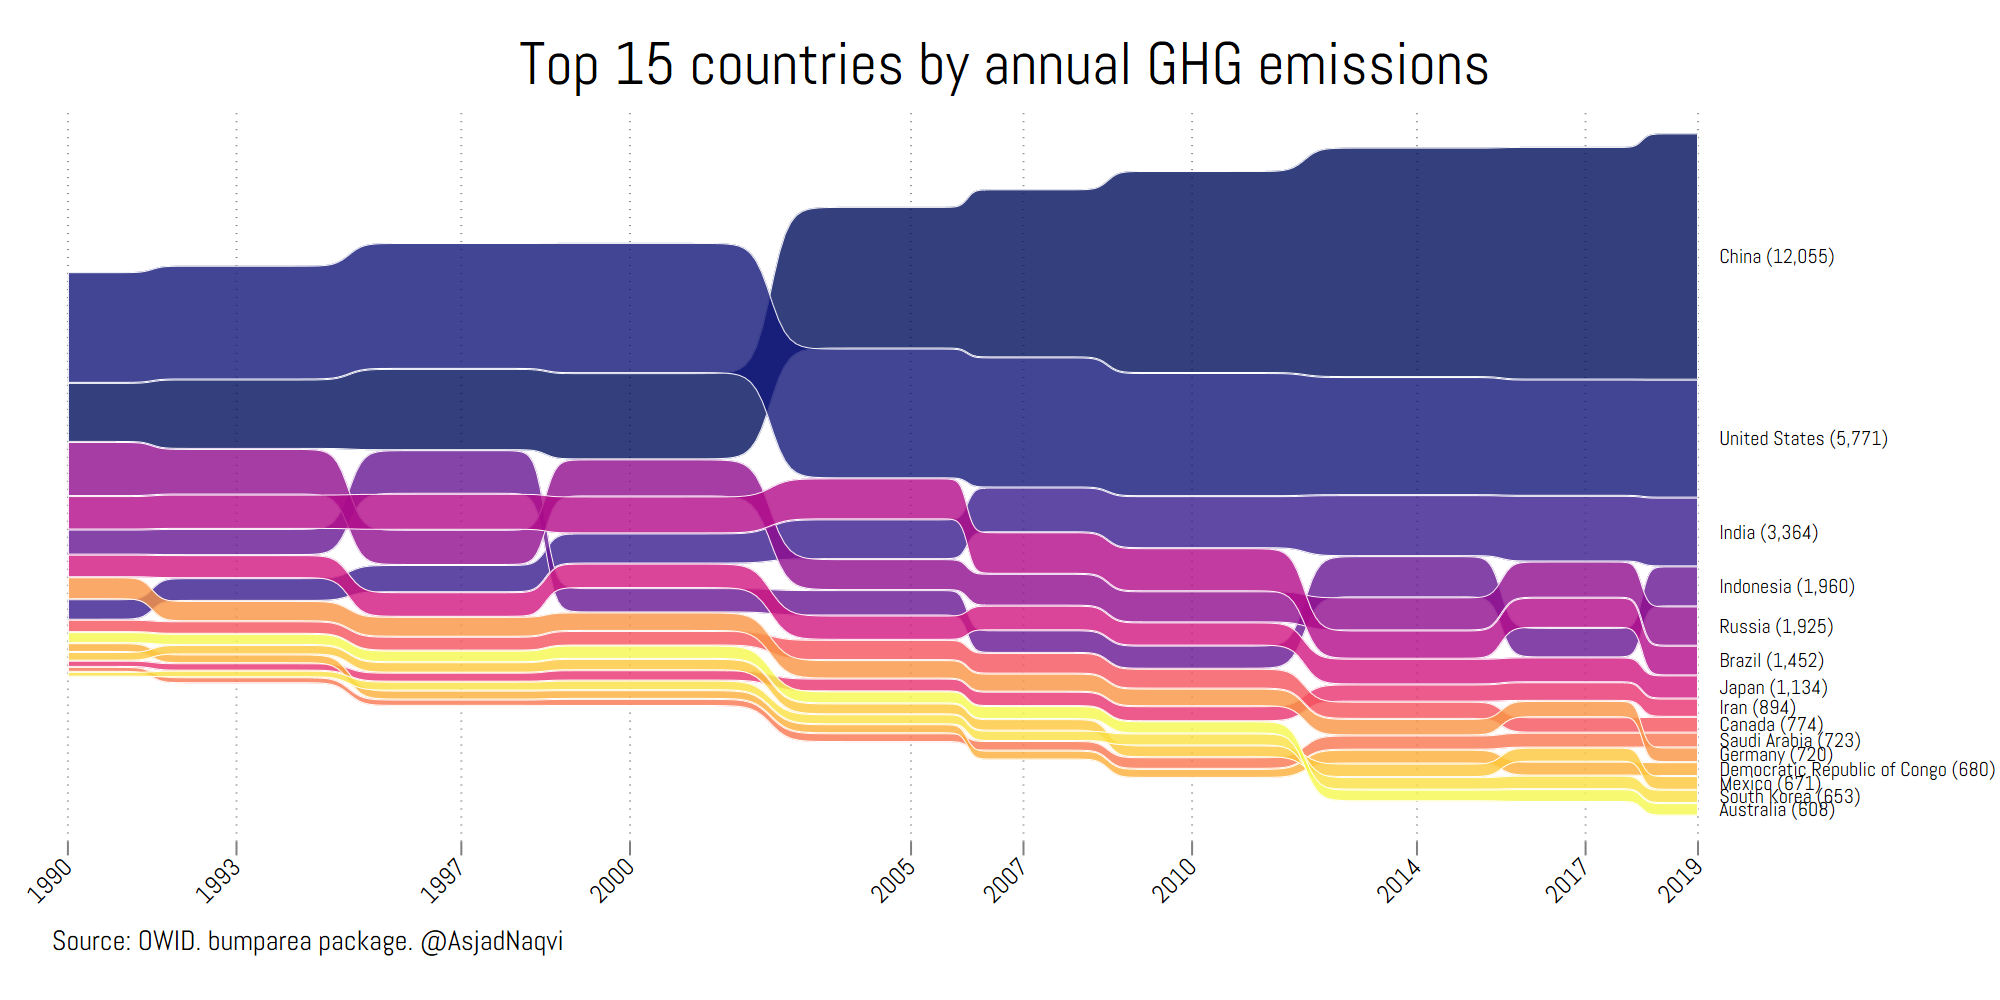 Top 15 countries by annual GHG emissions
China (12,055)
United States (5,771)
India (3,364)
Indonesia (1,960)
Russia (1,925)
Brazil (1,452)
Japan (1,134)
Iran (894)
Canada (774)
Saudi Arabia (723)
Germany (720)
Democratic Republic of Congo (680)
Mexico (671)
South Korea (653)
Australia (608)
1990
1993
1997
2000
2005
2007
2010
2014
2017
2019
Source: OWID. bumparea package. @AsjadNaqvi